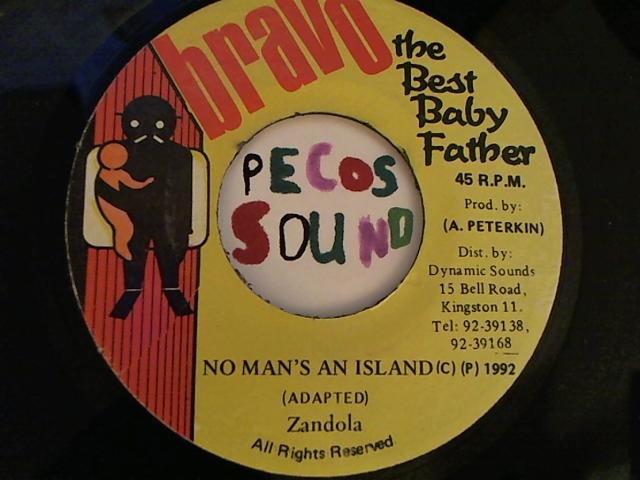 bravo
the
Best
Baby
Father
PECOS
SOUND
45 R.P.M.
Prod. by:
(A. PETERKIN)
Dist. by:
Dynamic Sounds
15 Bell Road,
Kingston 11.
Tel: 92-39138,
92-39168
NO MAN'S AN ISLAND (C) (P) 1992
(ADAPTED)
Zandola
All Rights Reserved